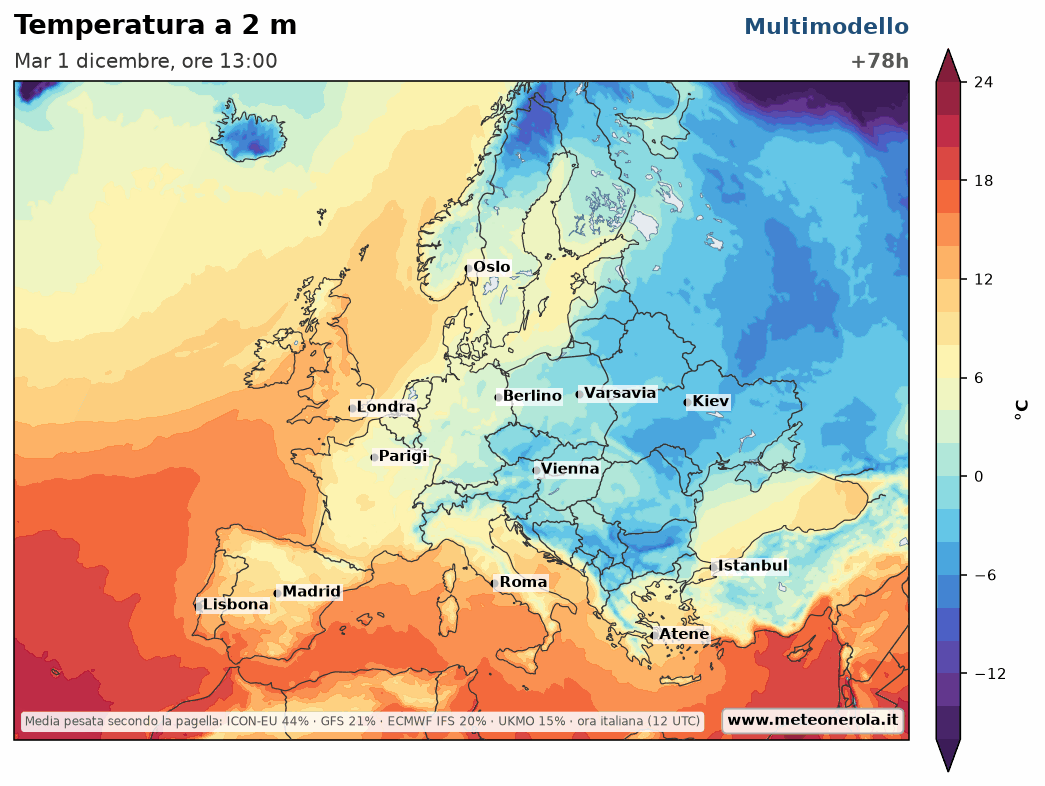 Temperatura a 2 m
Multimodello
Mar 1 dicembre, ore 13:00
+78h
24
18
12
6
0
−6
−12
°C
Oslo
Berlino
Varsavia
Kiev
Londra
Parigi
Vienna
Istanbul
Roma
Madrid
Lisbona
Atene
Media pesata secondo la pagella: ICON-EU 44% · GFS 21% · ECMWF IFS 20% · UKMO 15% · ora italiana (12 UTC)
www.meteonerola.it